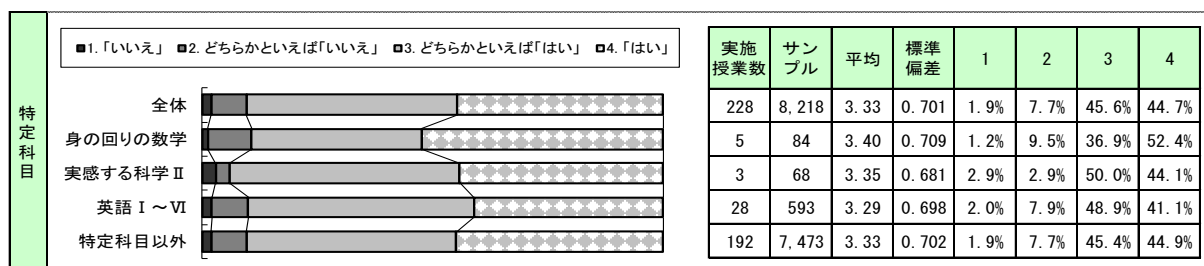 ■1.「いいえ」 ■2. どちらかといえば「いいえ」 ■3. どちらかといえば「はい」 □4.「はい」
特定科目
全体
身の回りの数学
実感する科学Ⅱ
英語Ⅰ～Ⅵ
特定科目以外
実施授業数 サンプル 平均 標準偏差 1 2 3 4
228 8,218 3.33 0.701 1.9% 7.7% 45.6% 44.7%
5 84 3.40 0.709 1.2% 9.5% 36.9% 52.4%
3 68 3.35 0.681 2.9% 2.9% 50.0% 44.1%
28 593 3.29 0.698 2.0% 7.9% 48.9% 41.1%
192 7,473 3.33 0.702 1.9% 7.7% 45.4% 44.9%